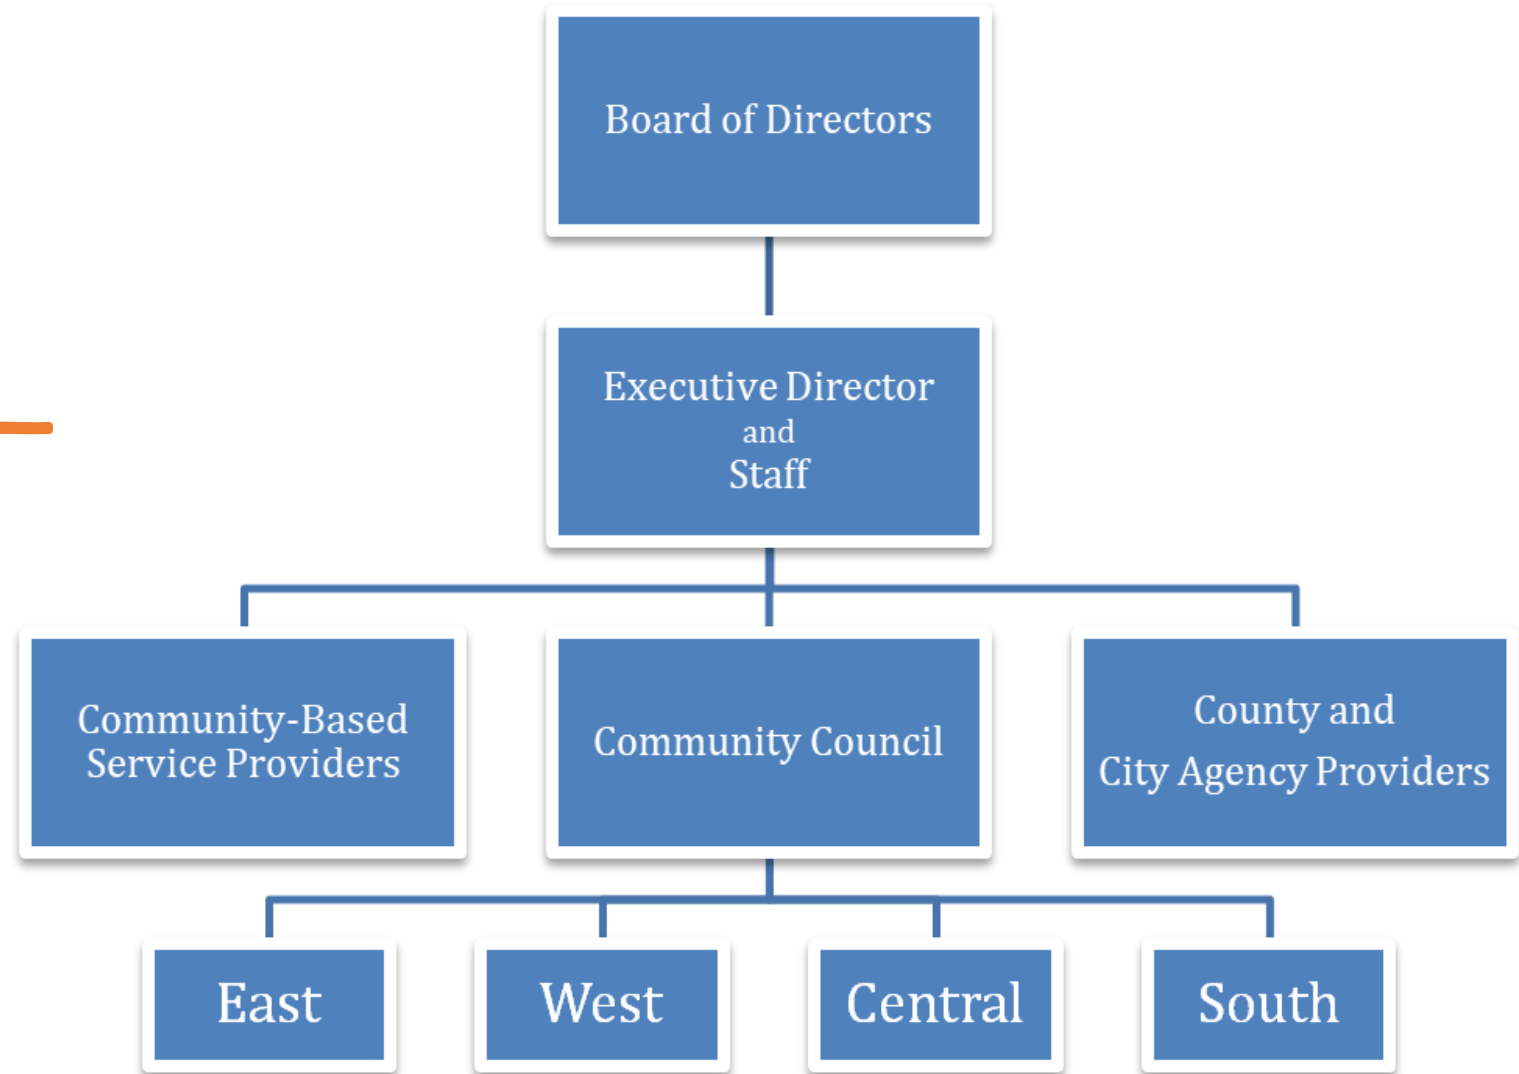 Board of Directors
Executive Director
and
Staff
Community-Based
Service Providers
Community Council
County and
City Agency Providers
East
West
Central
South